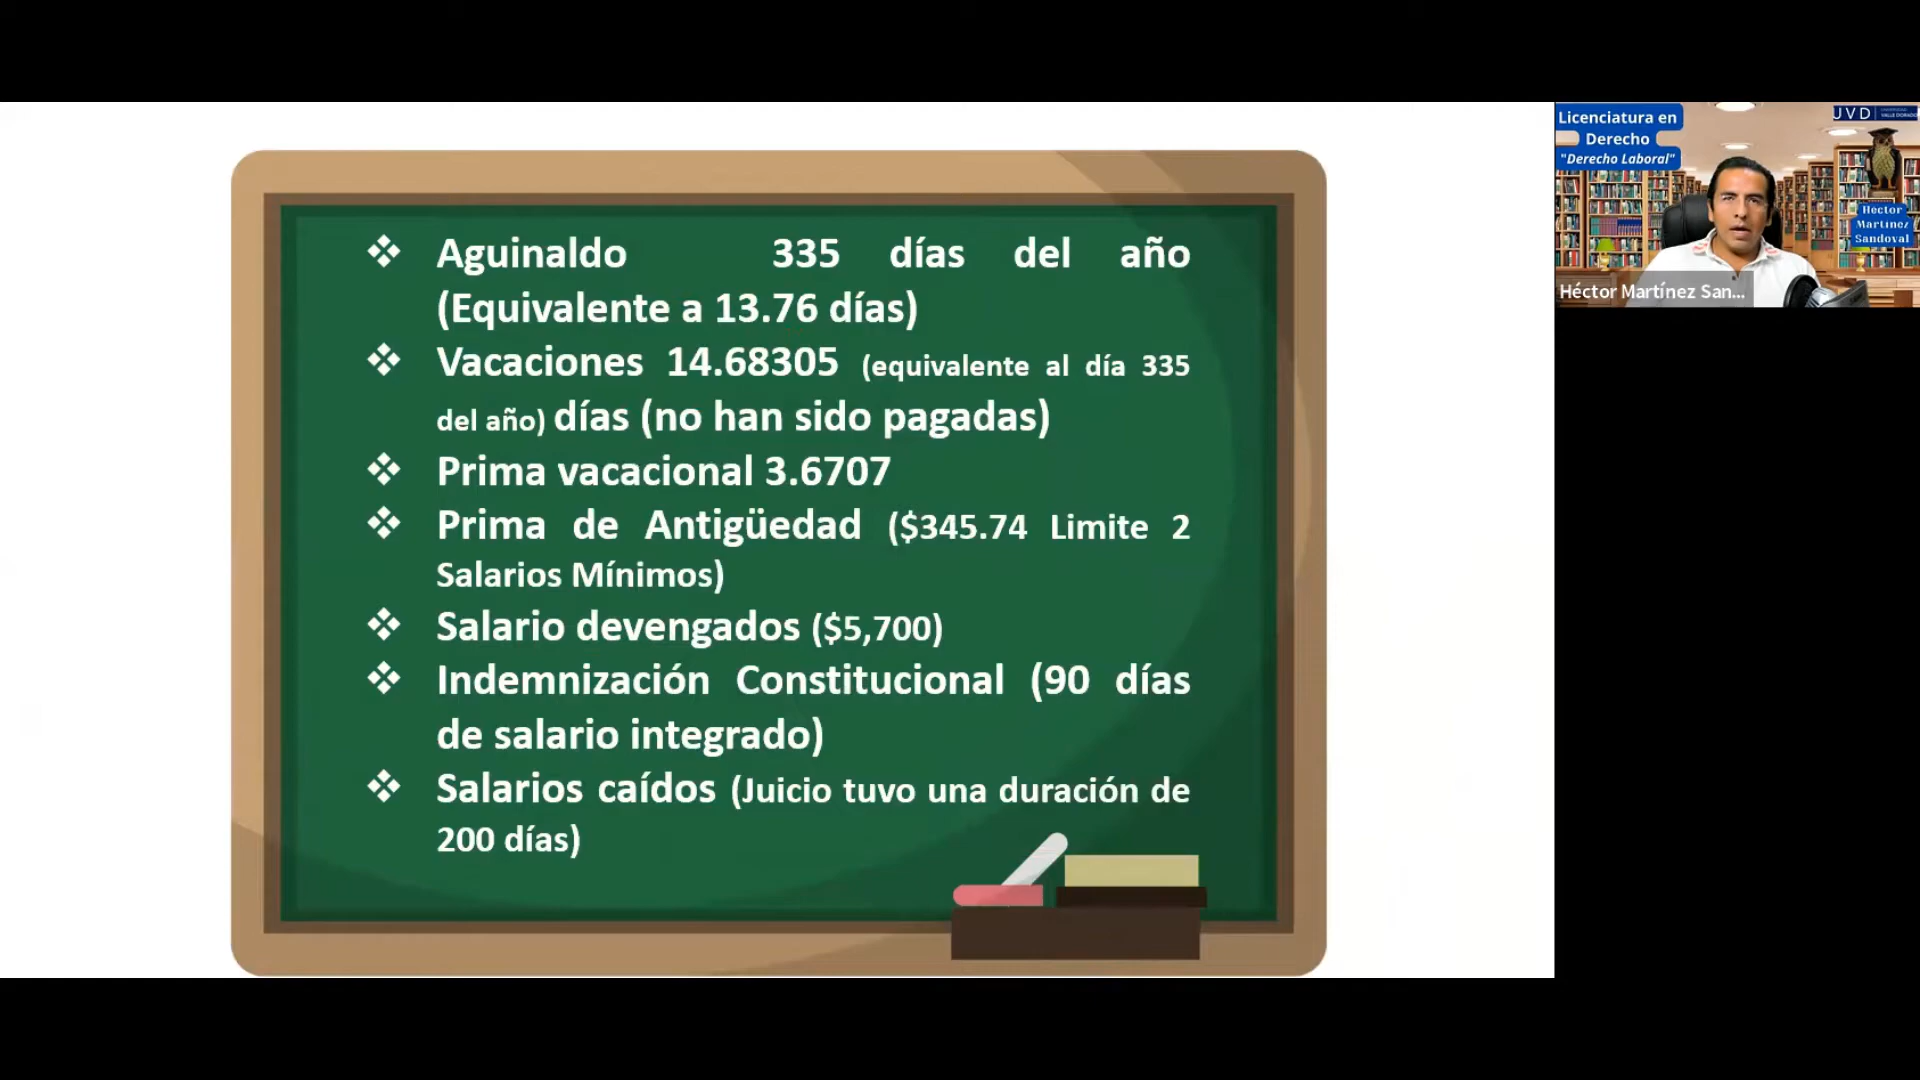 ❖ Aguinaldo 335 días del año
(Equivalente a 13.76 días)
❖ Vacaciones 14.68305 (equivalente al día 335
del año) días (no han sido pagadas)
❖ Prima vacacional 3.6707
❖ Prima de Antigüedad ($345.74 Limite 2
Salarios Mínimos)
❖ Salario devengados ($5,700)
❖ Indemnización Constitucional (90 días
de salario integrado)
❖ Salarios caídos (Juicio tuvo una duración de
200 días)
Licenciatura en
Derecho
"Derecho Laboral"
UVD
VALLE DORADO
Hector
Martinez
Sandoval
Héctor Martínez San...